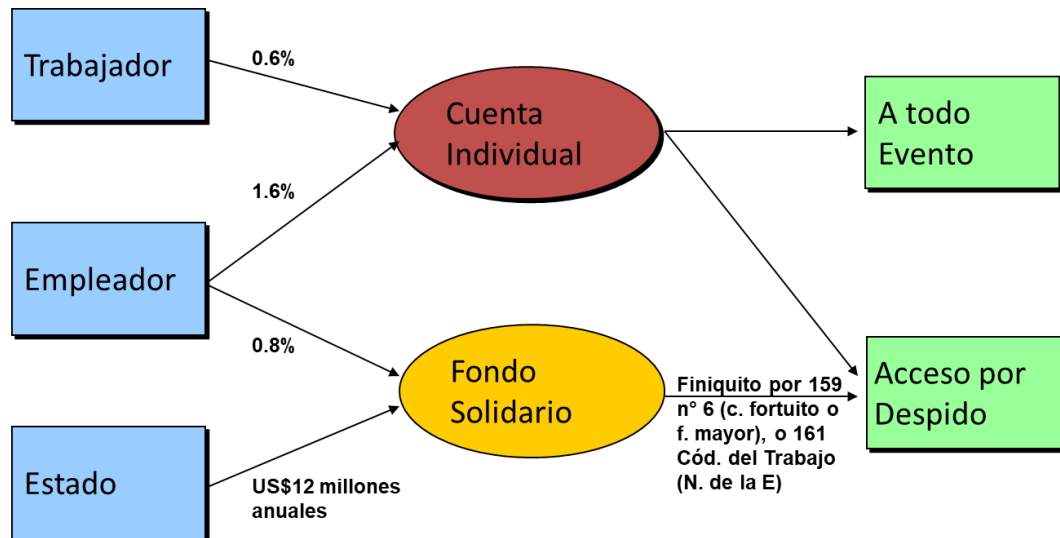 Trabajador
0.6%
Cuenta
Individual
A todo
Evento
1.6%
Empleador
0.8%
Fondo
Solidario
Finiquito por 159
n° 6 (c. fortuito o
f. mayor), o 161
Cód. del Trabajo
(N. de la E)
Acceso por
Despido
Estado
US$12 millones
anuales